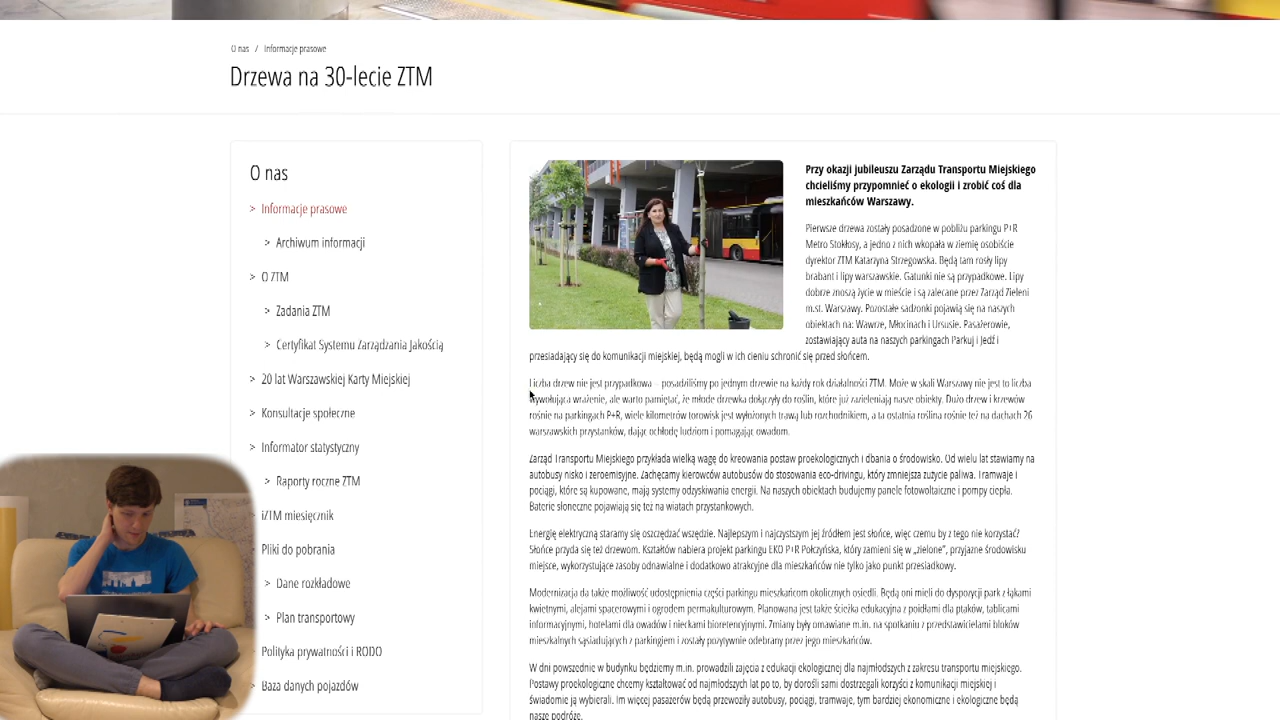 O nas / Informacje prasowe
Drzewa na 30-lecie ZTM
O nas
> Informacje prasowe
> Archiwum informacji
> O ZTM
> Zadania ZTM
> Certyfikat Systemu Zarządzania Jakością
> 20 lat Warszawskiej Karty Miejskiej
> Konsultacje społeczne
> Informator statystyczny
> Raporty roczne ZTM
> iZTM miesięcznik
> Pliki do pobrania
> Dane rozkładowe
> Plan transportowy
> Polityka prywatności i RODO
> Baza danych pojazdów
Przy okazji jubileuszu Zarządu Transportu Miejskiego
chcieliśmy przypomnieć o ekologii i zrobić coś dla
mieszkańców Warszawy.
Pierwsze drzewa zostały posadzone w pobliżu parkingu P+R
Metro Stokłosy, a jedno z nich wkopała w ziemię osobiście
dyrektor ZTM Katarzyna Strzegowska. Będą tam rosły lipy
brabant i lipy warszawskie. Gatunki nie są przypadkowe. Lipy
dobrze znoszą życie w mieście i są zalecane przez Zarząd Zieleni
m.st. Warszawy. Pozostałe sadzonki pojawią się na naszych
obiektach na: Wawrze, Młocinach i Ursusie. Pasażerowie,
zostawiający auta na naszych parkingach Parkuj i Jedź i
przesiadający się do komunikacji miejskiej, będą mogli w ich cieniu schronić się przed słońcem.
Liczba drzew nie jest przypadkowa – posadziliśmy po jednym drzewie na każdy rok działalności ZTM. Może w skali Warszawy nie jest to liczba
wywołująca wrażenie, ale warto pamiętać, że młode drzewka dołączyły do roślin, które już zazieleniają nasze obiekty. Dużo drzew i krzewów
rośnie na parkingach P+R, wiele kilometrów torowisk jest wyłożonych trawą lub rozchodnikiem, a ta ostatnia roślina rośnie też na dachach 26
warszawskich przystanków, dając ochłodę ludziom i pomagając owadom.
Zarząd Transportu Miejskiego przykłada wielką wagę do kreowania postaw proekologicznych i dbania o środowisko. Od wielu lat stawiamy na
autobusy nisko i zeroemisyjne. Zachęcamy kierowców autobusów do stosowania eco-drivingu, który zmniejsza zużycie paliwa. Tramwaje i
pociągi, które są kupowane, mają systemy odzyskiwania energii. Na naszych obiektach budujemy panele fotowoltaiczne i pompy ciepła.
Baterie słoneczne pojawiają się też na wiatach przystankowych.
Energię elektryczną staramy się oszczędzać wszędzie. Najlepszym i najczystszym jej źródłem jest słońce, więc czemu by z tego nie korzystać?
Słońce przyda się też drzewom. Kształtów nabiera projekt parkingu EKO P+R Połczyńska, który zamieni się w „zielone”, przyjazne środowisku
miejsce, wykorzystujące zasoby odnawialne i dodatkowo atrakcyjne dla mieszkańców nie tylko jako punkt przesiadkowy.
Modernizacja da także możliwość udostępnienia części parkingu mieszkańcom okolicznych osiedli. Będą oni mieli do dyspozycji park z łąkami
kwietnymi, alejami spacerowymi i ogrodem permakulturowym. Planowana jest także ścieżka edukacyjna z poidłami dla ptaków, tablicami
informacyjnymi, hotelami dla owadów i nieckami bioretencyjnymi. Zmiany były omawiane m.in. na spotkaniu z przedstawicielami bloków
mieszkalnych sąsiadujących z parkingiem i zostały pozytywnie odebrany przez jego mieszkańców.
W dni powszednie w budynku będziemy m.in. prowadzili zajęcia z edukacji ekologicznej dla najmłodszych z zakresu transportu miejskiego.
Postawy proekologiczne chcemy kształtować od najmłodszych lat po to, by dorośli sami dostrzegali korzyści z komunikacji miejskiej i
świadomie ją wybierali. Im więcej pasażerów będą przewoziły autobusy, pociągi, tramwaje, tym bardziej ekonomiczne i ekologiczne będą
nasze podróże.